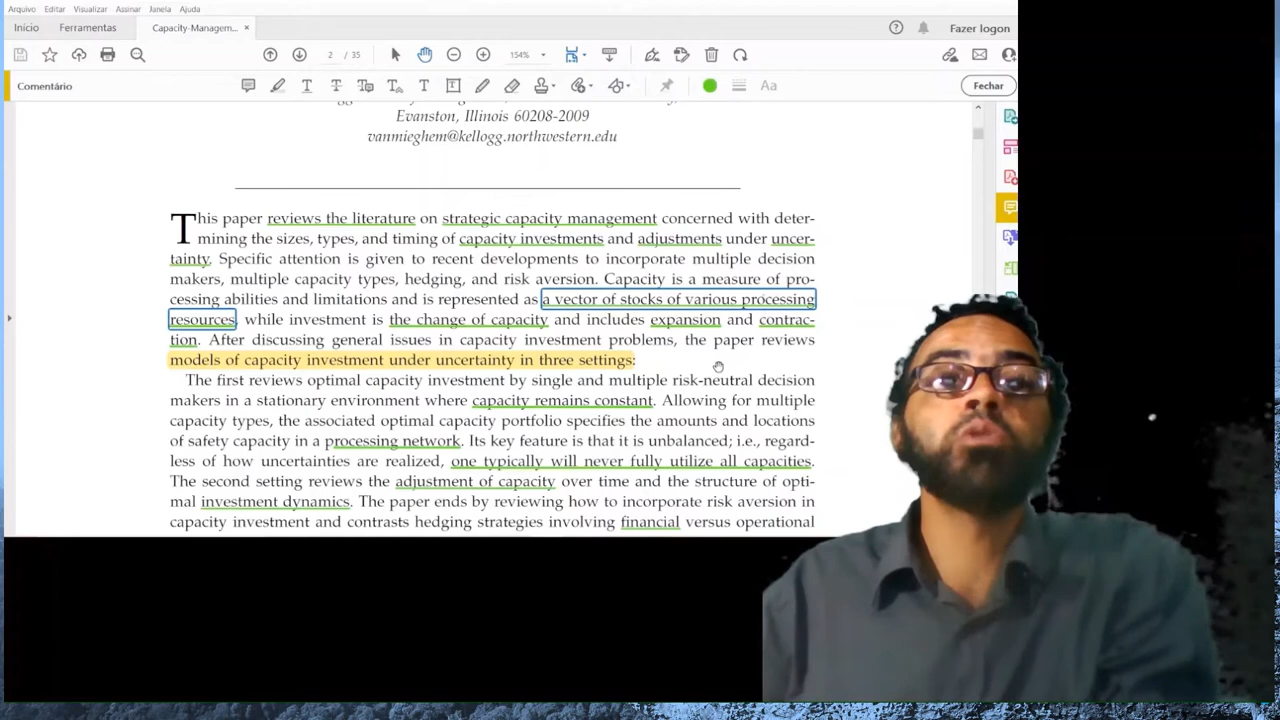 Arquivo Editar Visualizar Assinar Janela Ajuda
Início Ferramentas Capacity-Managem... × Fazer logon
2 / 35 154%
Comentário Aa Fechar
Evanston, Illinois 60208-2009
vanmieghem@kellogg.northwestern.edu
This paper reviews the literature on strategic capacity management concerned with deter-
mining the sizes, types, and timing of capacity investments and adjustments under uncer-
tainty. Specific attention is given to recent developments to incorporate multiple decision
makers, multiple capacity types, hedging, and risk aversion. Capacity is a measure of pro-
cessing abilities and limitations and is represented as a vector of stocks of various processing
resources, while investment is the change of capacity and includes expansion and contrac-
tion. After discussing general issues in capacity investment problems, the paper reviews
models of capacity investment under uncertainty in three settings:
The first reviews optimal capacity investment by single and multiple risk-neutral decision
makers in a stationary environment where capacity remains constant. Allowing for multiple
capacity types, the associated optimal capacity portfolio specifies the amounts and locations
of safety capacity in a processing network. Its key feature is that it is unbalanced; i.e., regard-
less of how uncertainties are realized, one typically will never fully utilize all capacities.
The second setting reviews the adjustment of capacity over time and the structure of opti-
mal investment dynamics. The paper ends by reviewing how to incorporate risk aversion in
capacity investment and contrasts hedging strategies involving financial versus operational